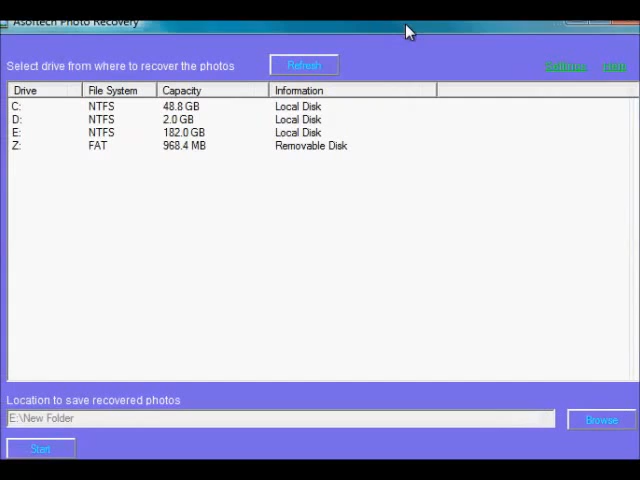 Asoftech Photo Recovery
Select drive from where to recover the photos
Refresh
Drive File System Capacity Information
C: NTFS 48.8 GB Local Disk
D: NTFS 2.0 GB Local Disk
E: NTFS 182.0 GB Local Disk
Z: FAT 968.4 MB Removable Disk
Location to save recovered photos
E:\New Folder
Browse
Start